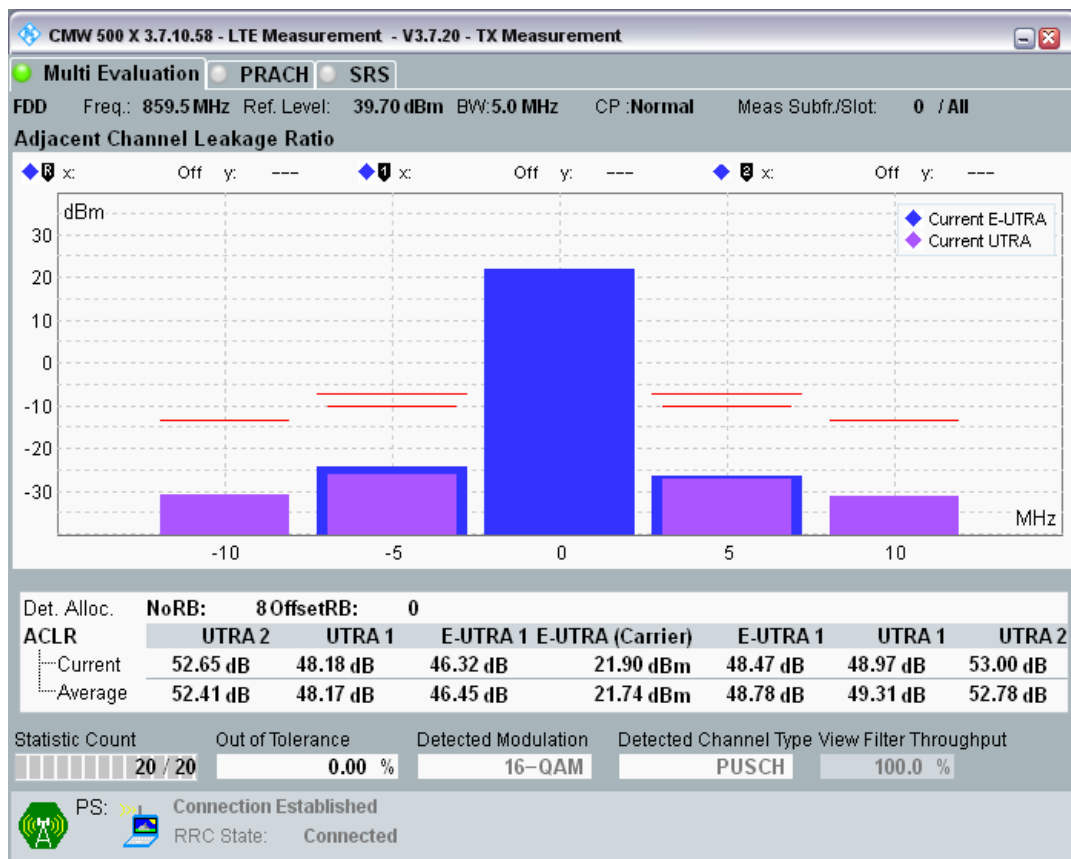 CMW 500 X 3.7.10.58 - LTE Measurement - V3.7.20 - TX Measurement
Multi Evaluation PRACH SRS
FDD Freq.: 859.5 MHz Ref. Level: 39.70 dBm BW:5.0 MHz CP :Normal Meas Subfr./Slot: 0 / All
Adjacent Channel Leakage Ratio
R x: Off y: --- 1 x: Off y: --- 2 x: Off y: ---
dBm
Current E-UTRA
Current UTRA
30
20
10
0
-10
-20
-30
MHz
-10 -5 0 5 10
Det. Alloc. NoRB: 8 OffsetRB: 0
ACLR UTRA 2 UTRA 1 E-UTRA 1 E-UTRA (Carrier) E-UTRA 1 UTRA 1 UTRA 2
Current 52.65 dB 48.18 dB 46.32 dB 21.90 dBm 48.47 dB 48.97 dB 53.00 dB
Average 52.41 dB 48.17 dB 46.45 dB 21.74 dBm 48.78 dB 49.31 dB 52.78 dB
Statistic Count Out of Tolerance Detected Modulation Detected Channel Type View Filter Throughput
20 / 20 0.00 % 16-QAM PUSCH 100.0 %
PS: Connection Established
RRC State: Connected